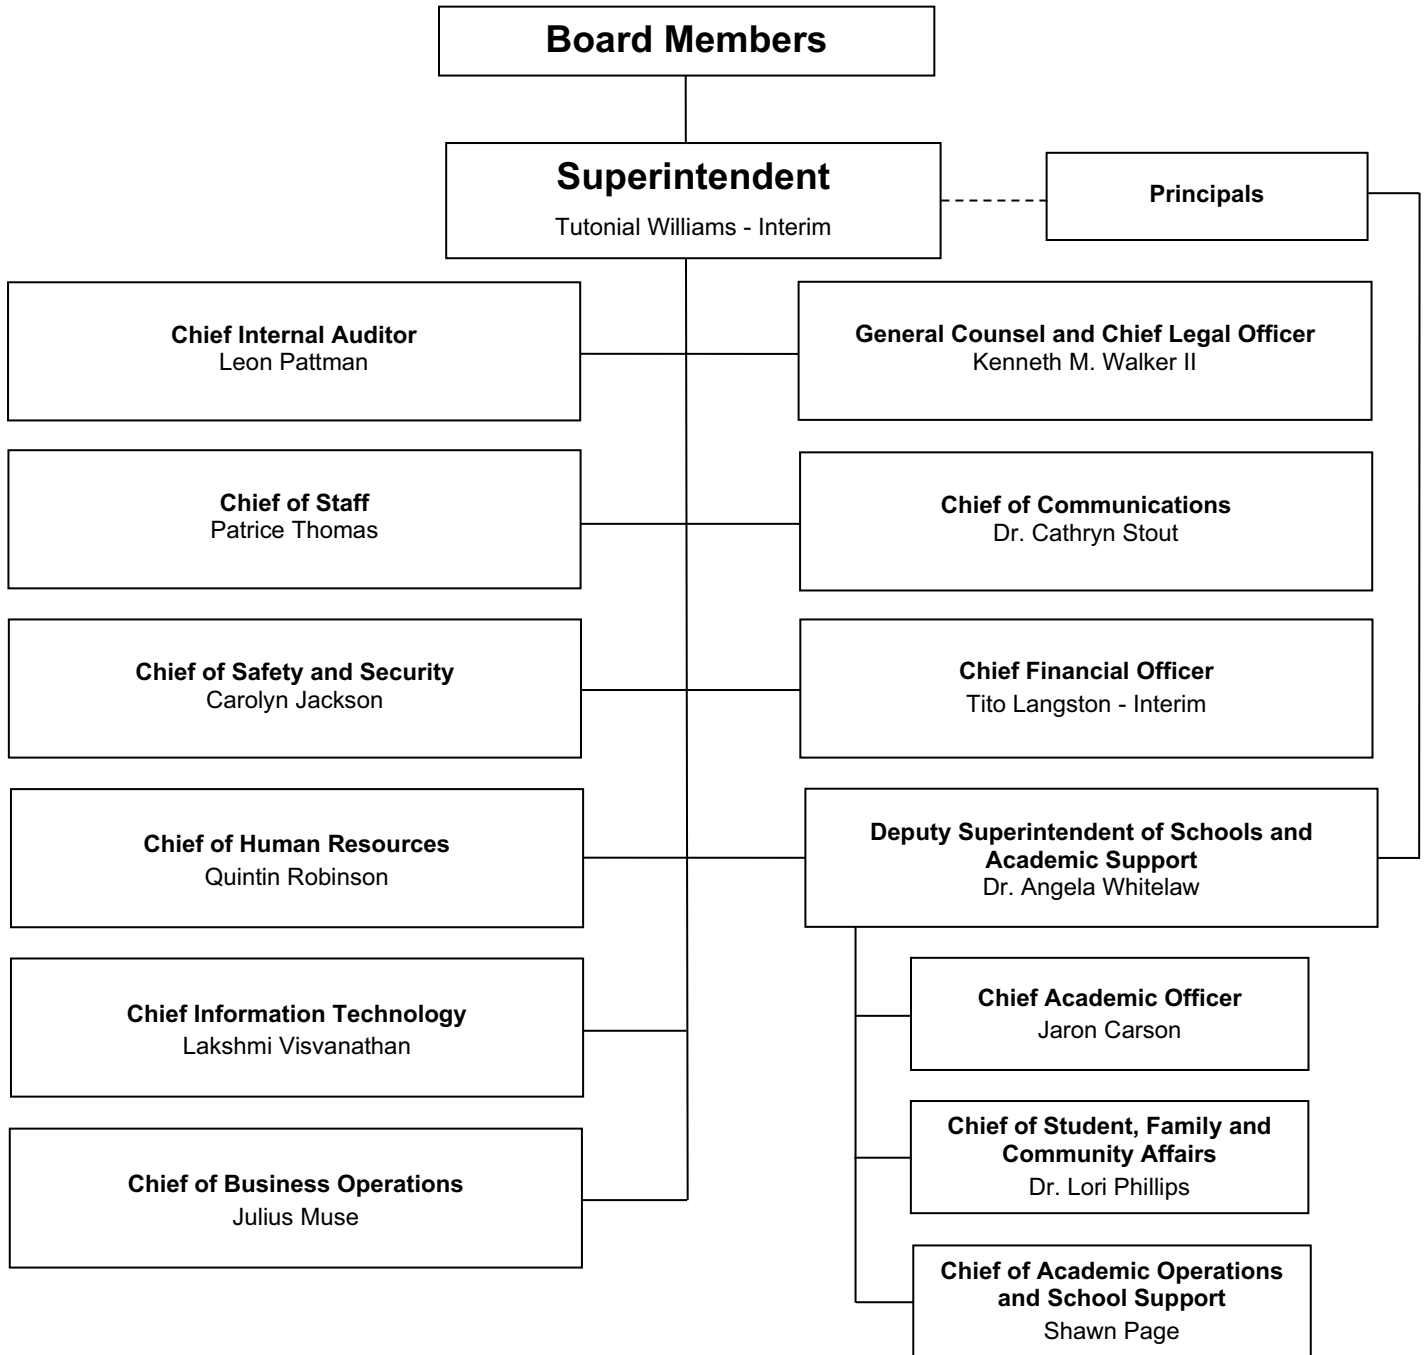 Board Members
Superintendent
Tutonial Williams - Interim
Principals
Chief Internal Auditor
Leon Pattman
General Counsel and Chief Legal Officer
Kenneth M. Walker II
Chief of Staff
Patrice Thomas
Chief of Communications
Dr. Cathryn Stout
Chief of Safety and Security
Carolyn Jackson
Chief Financial Officer
Tito Langston - Interim
Chief of Human Resources
Quintin Robinson
Deputy Superintendent of Schools and
Academic Support
Dr. Angela Whitelaw
Chief Information Technology
Lakshmi Visvanathan
Chief Academic Officer
Jaron Carson
Chief of Business Operations
Julius Muse
Chief of Student, Family and
Community Affairs
Dr. Lori Phillips
Chief of Academic Operations
and School Support
Shawn Page